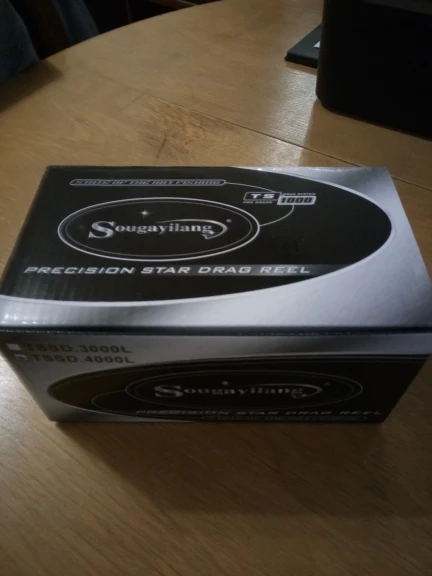 TS
1000
Sougayilang
PRECISION STAR DRAG REEL
TSSD.3000L
TSSD.4000L
Sougayilang
PRECISION STAR DRAG REEL